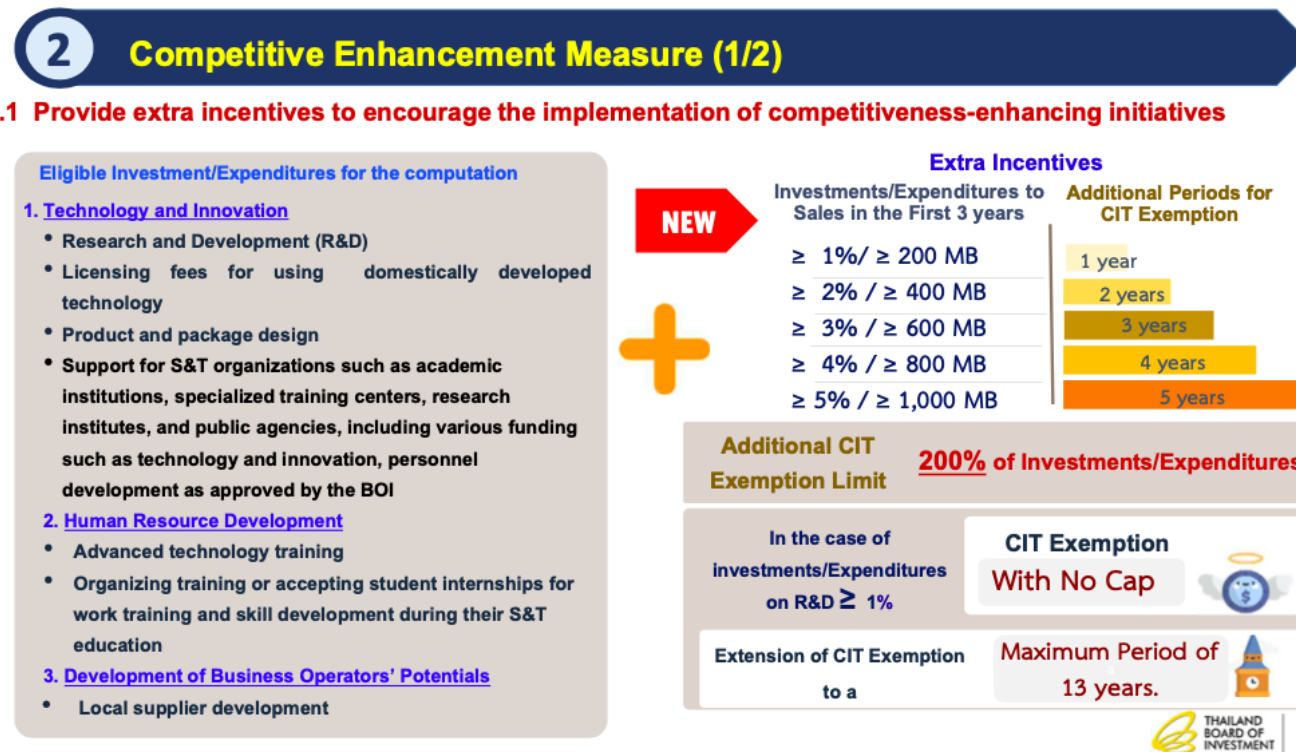 2
Competitive Enhancement Measure (1/2)
.1 Provide extra incentives to encourage the implementation of competitiveness-enhancing initiatives
Eligible Investment/Expenditures for the computation
1. Technology and Innovation
• Research and Development (R&D)
• Licensing fees for using domestically developed
technology
• Product and package design
• Support for S&T organizations such as academic
institutions, specialized training centers, research
institutes, and public agencies, including various funding
such as technology and innovation, personnel
development as approved by the BOI
2. Human Resource Development
• Advanced technology training
• Organizing training or accepting student internships for
work training and skill development during their S&T
education
3. Development of Business Operators' Potentials
• Local supplier development
NEW
Extra Incentives
Investments/Expenditures to
Sales in the First 3 years
Additional Periods for
CIT Exemption
≥ 1%/ ≥ 200 MB
1 year
≥ 2% / ≥ 400 MB
2 years
≥ 3% / ≥ 600 MB
3 years
≥ 4% / ≥ 800 MB
4 years
≥ 5% / ≥ 1,000 MB
5 years
Additional CIT
Exemption Limit
200% of Investments/Expenditures
In the case of
investments/Expenditures
on R&D ≥ 1%
CIT Exemption
With No Cap
$
Extension of CIT Exemption
to a
Maximum Period of
13 years.
THAILAND
BOARD OF
INVESTMENT